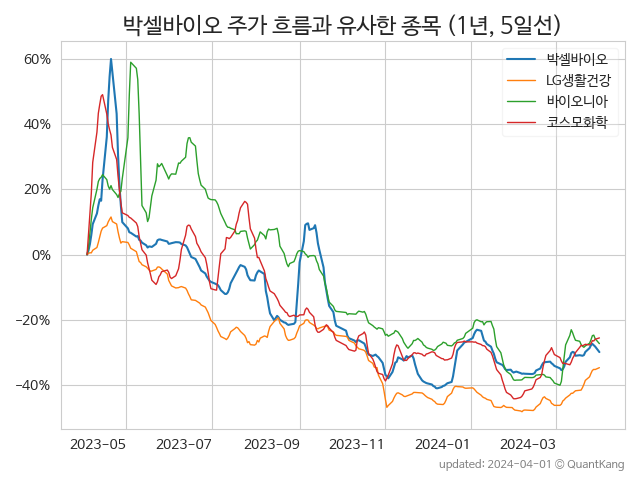 박셀바이오 주가 흐름과 유사한 종목 (1년, 5일선)
60%
40%
20%
0%
−20%
−40%
박셀바이오
LG생활건강
바이오니아
코스모화학
2023-05 2023-07 2023-09 2023-11 2024-01 2024-03
updated: 2024-04-01 © QuantKang